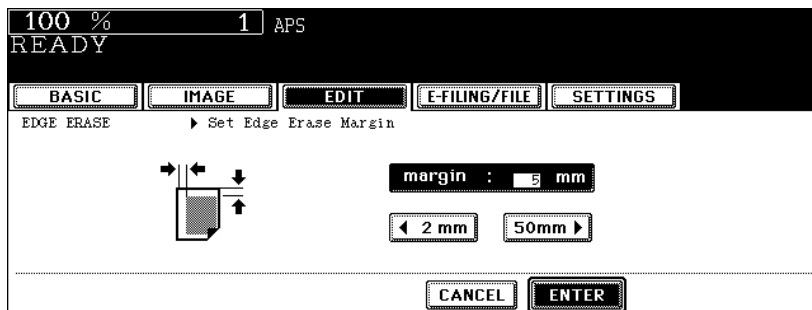 100 % 1 APS
READY
BASIC IMAGE EDIT E-FILING/FILE SETTINGS
EDGE ERASE Set Edge Erase Margin
margin : 5 mm
2 mm 50mm
CANCEL ENTER